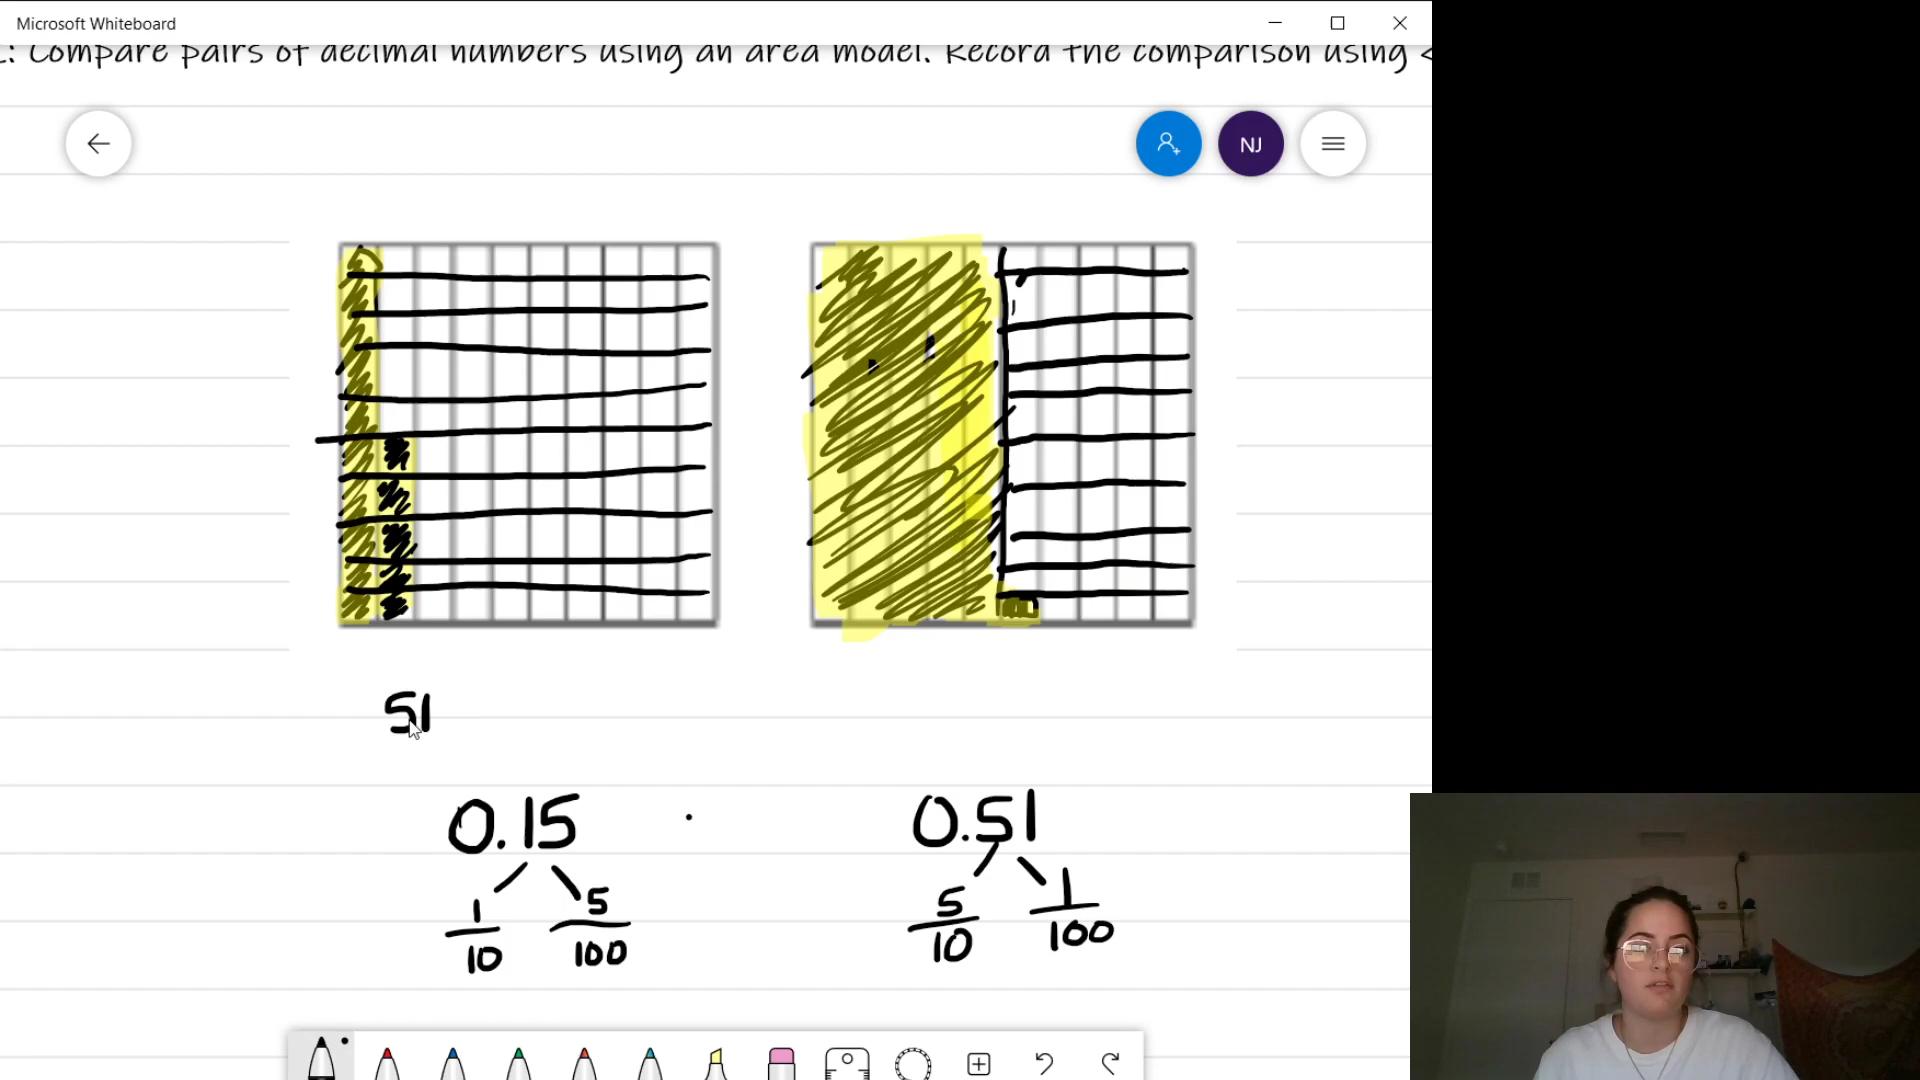 Microsoft Whiteboard
: Compare pairs of decimal numbers using an area model. Record the comparison using <
NJ
51
0.15 . 0.51
1 5 5 1
10 100 10 100